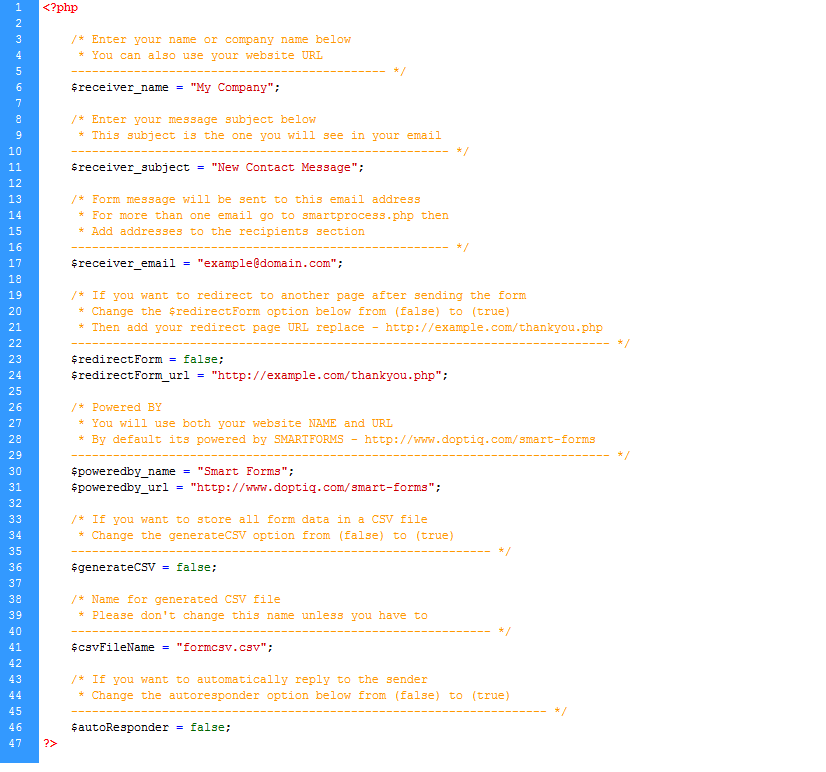 1 <?php
2
3 /* Enter your name or company name below
4 * You can also use your website URL
5 --------------------------------------------- */
6 $receiver_name = "My Company";
7
8 /* Enter your message subject below
9 * This subject is the one you will see in your email
10 ------------------------------------------------------ */
11 $receiver_subject = "New Contact Message";
12
13 /* Form message will be sent to this email address
14 * For more than one email go to smartprocess.php then
15 * Add addresses to the recipients section
16 ------------------------------------------------------ */
17 $receiver_email = "example@domain.com";
18
19 /* If you want to redirect to another page after sending the form
20 * Change the $redirectForm option below from (false) to (true)
21 * Then add your redirect page URL replace - http://example.com/thankyou.php
22 ----------------------------------------------------------------------------- */
23 $redirectForm = false;
24 $redirectForm_url = "http://example.com/thankyou.php";
25
26 /* Powered BY
27 * You will use both your website NAME and URL
28 * By default its powered by SMARTFORMS - http://www.doptiq.com/smart-forms
29 ----------------------------------------------------------------------------- */
30 $poweredby_name = "Smart Forms";
31 $poweredby_url = "http://www.doptiq.com/smart-forms";
32
33 /* If you want to store all form data in a CSV file
34 * Change the generateCSV option from (false) to (true)
35 ------------------------------------------------------------ */
36 $generateCSV = false;
37
38 /* Name for generated CSV file
39 * Please don't change this name unless you have to
40 ------------------------------------------------------------ */
41 $csvFileName = "formcsv.csv";
42
43 /* If you want to automatically reply to the sender
44 * Change the autoresponder option below from (false) to (true)
45 -------------------------------------------------------------------- */
46 $autoResponder = false;
47 ?>